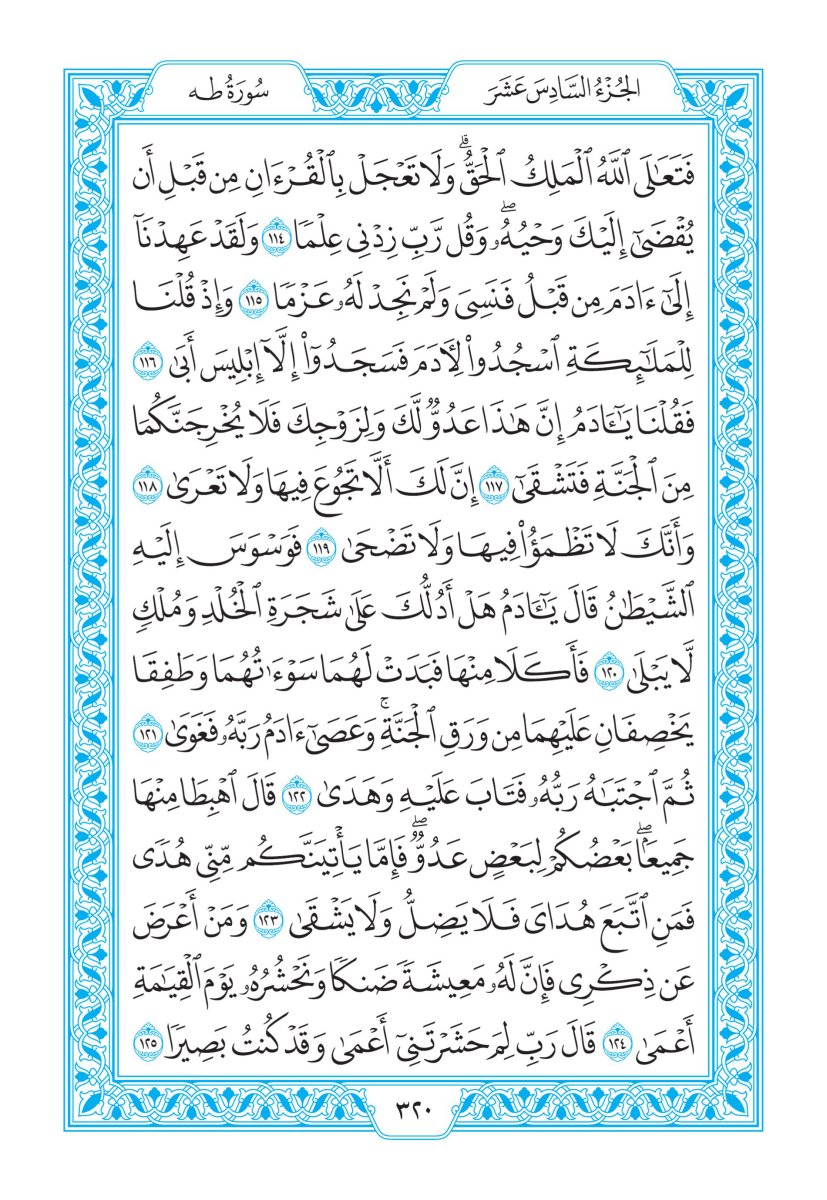 الجُزْءُ السَّادِسَ عَشَرَ
سُورَةُ طه
فَتَعَٰلَى ٱللَّهُ ٱلْمَلِكُ ٱلْحَقُّۗ وَلَا تَعْجَلْ بِٱلْقُرْءَانِ مِن قَبْلِ أَن
يُقْضَىٰٓ إِلَيْكَ وَحْيُهُۥۖ وَقُل رَّبِّ زِدْنِى عِلْمًا ١١٤ وَلَقَدْ عَهِدْنَآ
إِلَىٰٓ ءَادَمَ مِن قَبْلُ فَنَسِىَ وَلَمْ نَجِدْ لَهُۥ عَزْمًا ١١٥ وَإِذْ قُلْنَا
لِلْمَلَٰٓئِكَةِ ٱسْجُدُوا۟ لِءَادَمَ فَسَجَدُوٓا۟ إِلَّآ إِبْلِيسَ أَبَىٰ ١١٦
فَقُلْنَا يَٰٓـَٔادَمُ إِنَّ هَٰذَا عَدُوٌّ لَّكَ وَلِزَوْجِكَ فَلَا يُخْرِجَنَّكُمَا
مِنَ ٱلْجَنَّةِ فَتَشْقَىٰٓ ١١٧ إِنَّ لَكَ أَلَّا تَجُوعَ فِيهَا وَلَا تَعْرَىٰ ١١٨
وَأَنَّكَ لَا تَظْمَؤُا۟ فِيهَا وَلَا تَضْحَىٰ ١١٩ فَوَسْوَسَ إِلَيْهِ
ٱلشَّيْطَٰنُ قَالَ يَٰٓـَٔادَمُ هَلْ أَدُلُّكَ عَلَىٰ شَجَرَةِ ٱلْخُلْدِ وَمُلْكٍ
لَّا يَبْلَىٰ ١٢٠ فَأَكَلَا مِنْهَا فَبَدَتْ لَهُمَا سَوْءَٰتُهُمَا وَطَفِقَا
يَخْصِفَانِ عَلَيْهِمَا مِن وَرَقِ ٱلْجَنَّةِۚ وَعَصَىٰٓ ءَادَمُ رَبَّهُۥ فَغَوَىٰ ١٢١
ثُمَّ ٱجْتَبَٰهُ رَبُّهُۥ فَتَابَ عَلَيْهِ وَهَدَىٰ ١٢٢ قَالَ ٱهْبِطَا مِنْهَا
جَمِيعًۢاۖ بَعْضُكُمْ لِبَعْضٍ عَدُوٌّۖ فَإِمَّا يَأْتِيَنَّكُم مِّنِّى هُدًى
فَمَنِ ٱتَّبَعَ هُدَاىَ فَلَا يَضِلُّ وَلَا يَشْقَىٰ ١٢٣ وَمَنْ أَعْرَضَ
عَن ذِكْرِى فَإِنَّ لَهُۥ مَعِيشَةً ضَنكًا وَنَحْشُرُهُۥ يَوْمَ ٱلْقِيَٰمَةِ
أَعْمَىٰ ١٢٤ قَالَ رَبِّ لِمَ حَشَرْتَنِىٓ أَعْمَىٰ وَقَدْ كُنتُ بَصِيرًا ١٢٥
٣٢٠